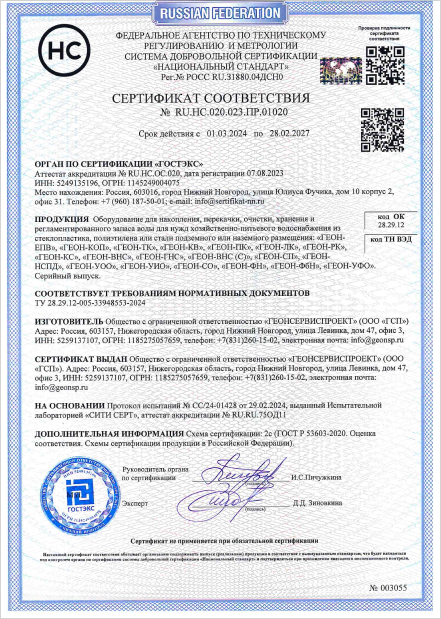 RUSSIAN FEDERATION
НС
ФЕДЕРАЛЬНОЕ АГЕНТСТВО ПО ТЕХНИЧЕСКОМУ
РЕГУЛИРОВАНИЮ И МЕТРОЛОГИИ
СИСТЕМА ДОБРОВОЛЬНОЙ СЕРТИФИКАЦИИ
«НАЦИОНАЛЬНЫЙ СТАНДАРТ»
Рег.№ РОСС RU.31880.04ДСН0
Проверка подлинности
сертификата
соответствия
СЕРТИФИКАТ СООТВЕТСТВИЯ
№ RU.НС.020.023.ПР.01020
Срок действия с 01.03.2024 по 28.02.2027
ОРГАН ПО СЕРТИФИКАЦИИ «ГОСТЭКС»
Аттестат аккредитации № RU.НС.ОС.020, дата регистрации 07.08.2023
ИНН: 5249135196, ОГРН: 1145249004075
Место нахождения: Россия, 603016, город Нижний Новгород, улица Юлиуса Фучика, дом 10 корпус 2,
офис 31. Телефон: +7 (960) 187-50-01; e-mail: info@sertifikat-nn.ru
ПРОДУКЦИЯ Оборудование для накопления, перекачки, очистки, хранения и
регламентированного запаса воды для нужд хозяйственно-питьевого водоснабжения из
стеклопластика, полиэтилена или стали подземного или наземного размещения: «ГЕОН-
ЕПВ», «ГЕОН-КОЛ», «ГЕОН-ТК», «ГЕОН-КВ», «ГЕОН-ПК», «ГЕОН-ЛК», «ГЕОН-РК»,
«ГЕОН-КС», «ГЕОН-ВНС», «ГЕОН-ГНС», «ГЕОН-ВНС (С)», «ГЕОН-СП», «ГЕОН-
НСПД», «ГЕОН-УОО», «ГЕОН-УИО», «ГЕОН-СО», «ГЕОН-ФН», «ГЕОН-ФбН», «ГЕОН-УФО».
Серийный выпуск.
код ОК
28.29.12
код ТН ВЭД
СООТВЕТСТВУЕТ ТРЕБОВАНИЯМ НОРМАТИВНЫХ ДОКУМЕНТОВ
ТУ 28.29.12-005-33948553-2024
ИЗГОТОВИТЕЛЬ Общество с ограниченной ответственностью «ГЕОНСЕРВИСПРОЕКТ» (ООО «ГСП»)
Адрес: Россия, 603157, Нижегородская область, город Нижний Новгород, улица Левинка, дом 47, офис 3,
ИНН: 5259137107, ОГРН: 1185275057659, телефон: +7(831)260-15-02, электронная почта: info@geonsp.ru
СЕРТИФИКАТ ВЫДАН Общество с ограниченной ответственностью «ГЕОНСЕРВИСПРОЕКТ» (ООО
«ГСП»). Адрес: Россия, 603157, Нижегородская область, город Нижний Новгород, улица Левинка, дом 47,
офис 3, ИНН: 5259137107, ОГРН: 1185275057659, телефон: +7(831)260-15-02, электронная почта:
info@geonsp.ru
НА ОСНОВАНИИ Протокол испытаний № СС/24-01428 от 29.02.2024, выданный Испытательной
лабораторией «СИТИ СЕРТ», аттестат аккредитации № RU.RU.75ОД11
ДОПОЛНИТЕЛЬНАЯ ИНФОРМАЦИЯ Схема сертификации: 2с (ГОСТ Р 53603-2020. Оценка
соответствия. Схемы сертификации продукции в Российской Федерации).
ГОСТЭКС
Руководитель органа
по сертификации
И.С.Пичужкина
Эксперт
Д.Д. Зиновкина
Сертификат не применяется при обязательной сертификации
№ 003055